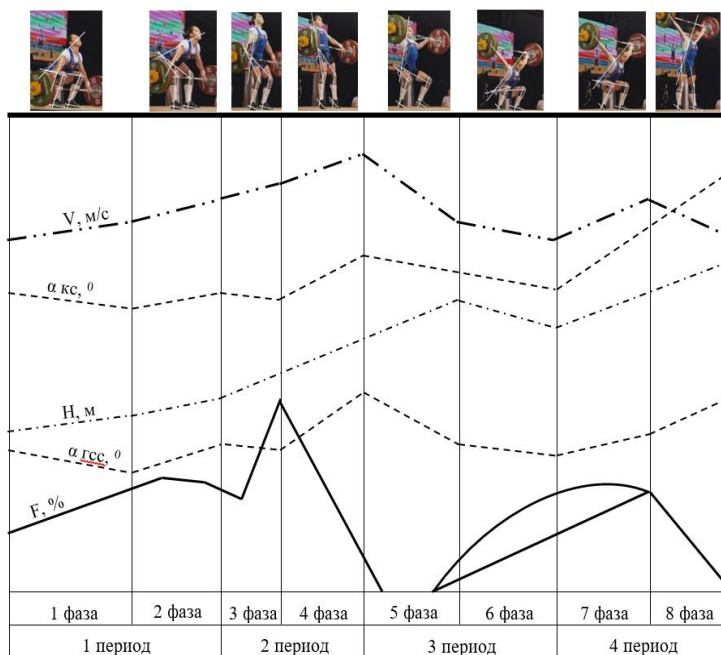 V, м/с
α кс, 0
H, м
α гсс, 0
F, %
1 фаза 2 фаза 3 фаза 4 фаза 5 фаза 6 фаза 7 фаза 8 фаза
1 период 2 период 3 период 4 период